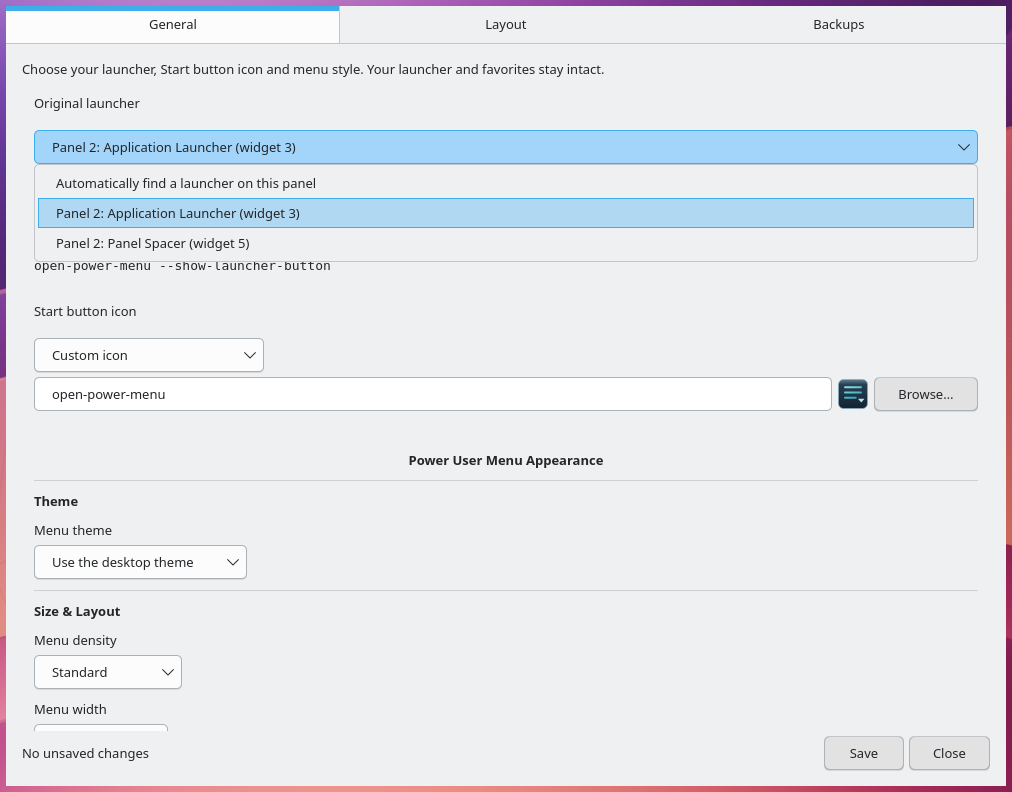 General
Layout
Backups
Choose your launcher, Start button icon and menu style. Your launcher and favorites stay intact.
Original launcher
Panel 2: Application Launcher (widget 3)
Automatically find a launcher on this panel
Panel 2: Application Launcher (widget 3)
Panel 2: Panel Spacer (widget 5)
open-power-menu --show-launcher-button
Start button icon
Custom icon
open-power-menu
Browse...
Power User Menu Appearance
Theme
Menu theme
Use the desktop theme
Size & Layout
Menu density
Standard
Menu width
No unsaved changes
Save
Close